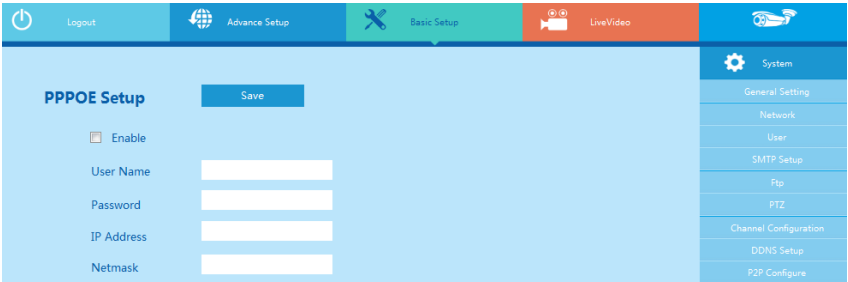 Logout
Advance Setup
Basic Setup
LiveVideo
System
PPPOE Setup
Save
Enable
User Name
Password
IP Address
Netmask
General Setting
Network
User
SMTP Setup
Ftp
PTZ
Channel Configuration
DDNS Setup
P2P Configure